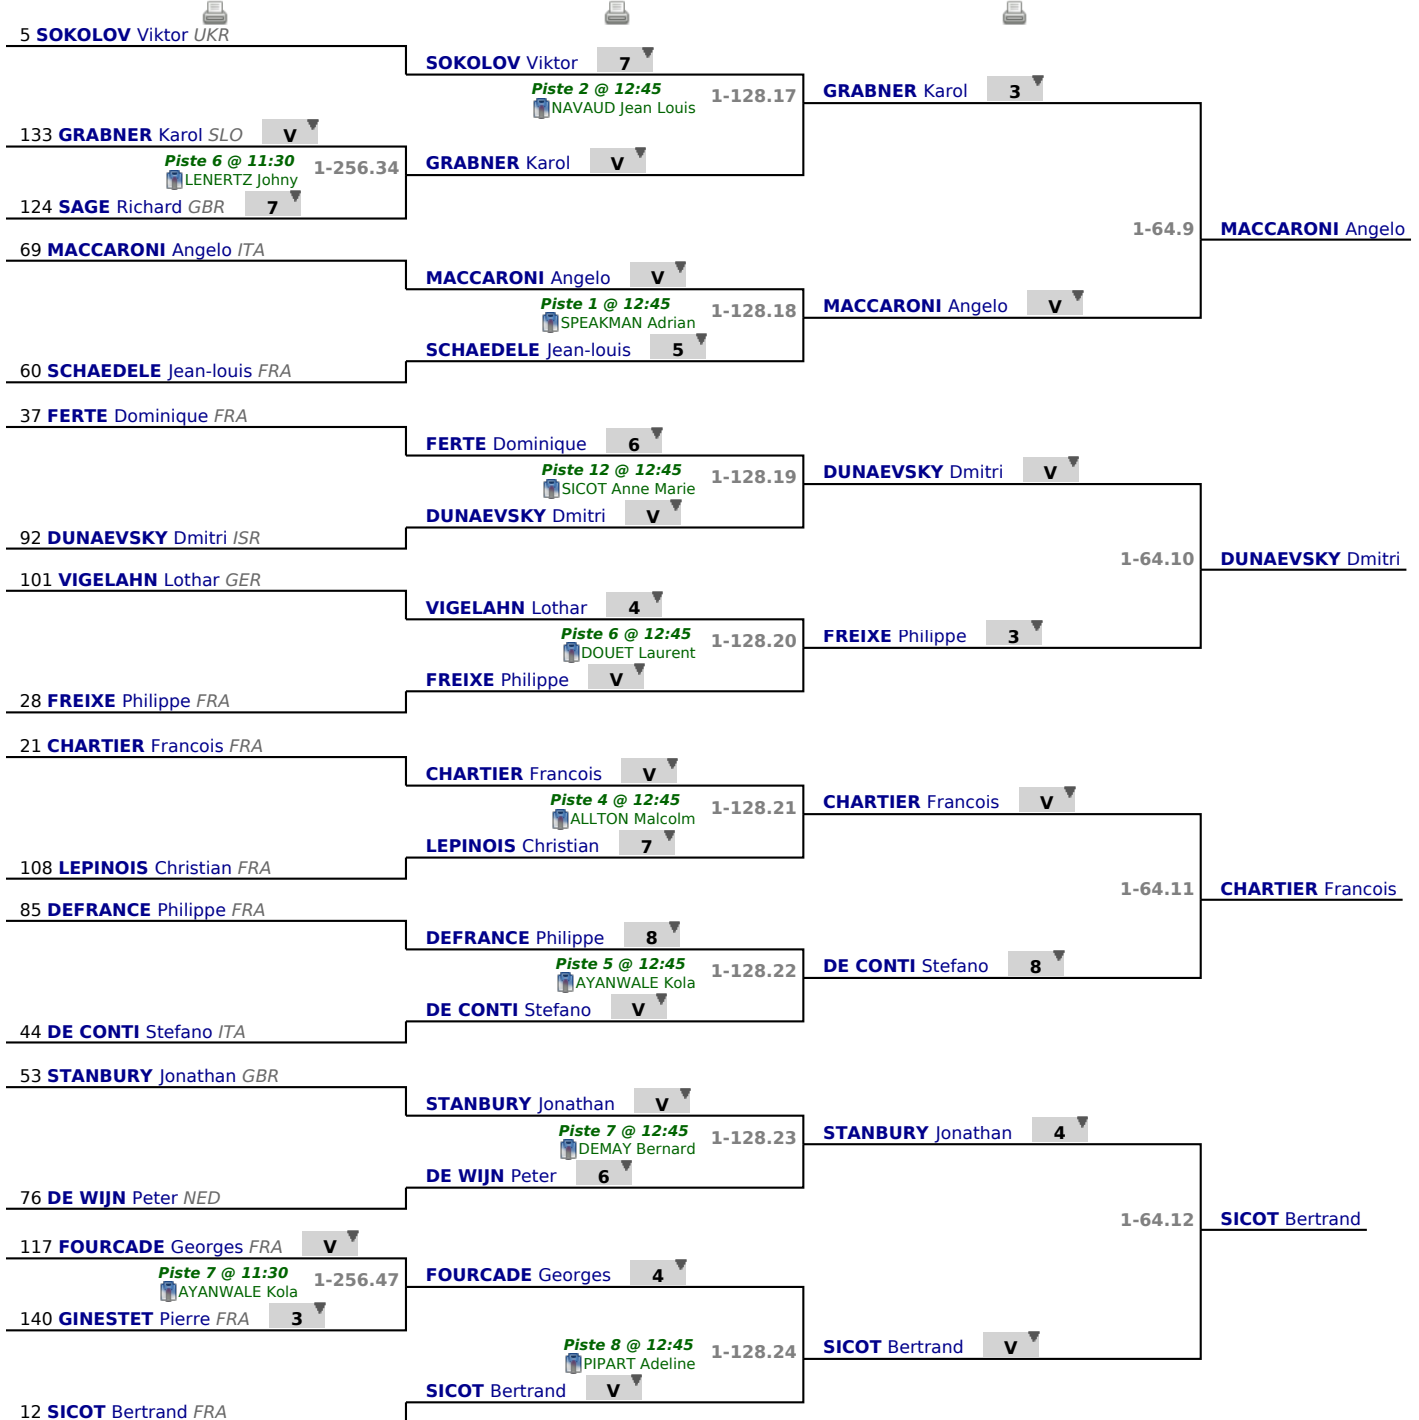 5 SOKOLOV Viktor UKR
SOKOLOV Viktor 7
Piste 2 @ 12:45
NAVAUD Jean Louis
1-128.17
GRABNER Karol 3
133 GRABNER Karol SLO V
Piste 6 @ 11:30
LENERTZ Johny
1-256.34
GRABNER Karol V
124 SAGE Richard GBR 7
1-64.9
MACCARONI Angelo
69 MACCARONI Angelo ITA
MACCARONI Angelo V
Piste 1 @ 12:45
SPEAKMAN Adrian
1-128.18
MACCARONI Angelo V
SCHAEDELE Jean-louis 5
60 SCHAEDELE Jean-louis FRA
37 FERTE Dominique FRA
FERTE Dominique 6
Piste 12 @ 12:45
SICOT Anne Marie
1-128.19
DUNAEVSKY Dmitri V
DUNAEVSKY Dmitri V
92 DUNAEVSKY Dmitri ISR
1-64.10
DUNAEVSKY Dmitri
101 VIGELAHN Lothar GER
VIGELAHN Lothar 4
Piste 6 @ 12:45
DOUET Laurent
1-128.20
FREIXE Philippe 3
FREIXE Philippe V
28 FREIXE Philippe FRA
21 CHARTIER Francois FRA
CHARTIER Francois V
Piste 4 @ 12:45
ALLTON Malcolm
1-128.21
CHARTIER Francois V
LEPINOIS Christian 7
108 LEPINOIS Christian FRA
1-64.11
CHARTIER Francois
85 DEFRANCE Philippe FRA
DEFRANCE Philippe 8
Piste 5 @ 12:45
AYANWALE Kola
1-128.22
DE CONTI Stefano 8
DE CONTI Stefano V
44 DE CONTI Stefano ITA
53 STANBURY Jonathan GBR
STANBURY Jonathan V
Piste 7 @ 12:45
DEMAY Bernard
1-128.23
STANBURY Jonathan 4
DE WIJN Peter 6
76 DE WIJN Peter NED
1-64.12
SICOT Bertrand
117 FOURCADE Georges FRA V
Piste 7 @ 11:30
AYANWALE Kola
1-256.47
FOURCADE Georges 4
140 GINESTET Pierre FRA 3
Piste 8 @ 12:45
PIPART Adeline
1-128.24
SICOT Bertrand V
SICOT Bertrand V
12 SICOT Bertrand FRA